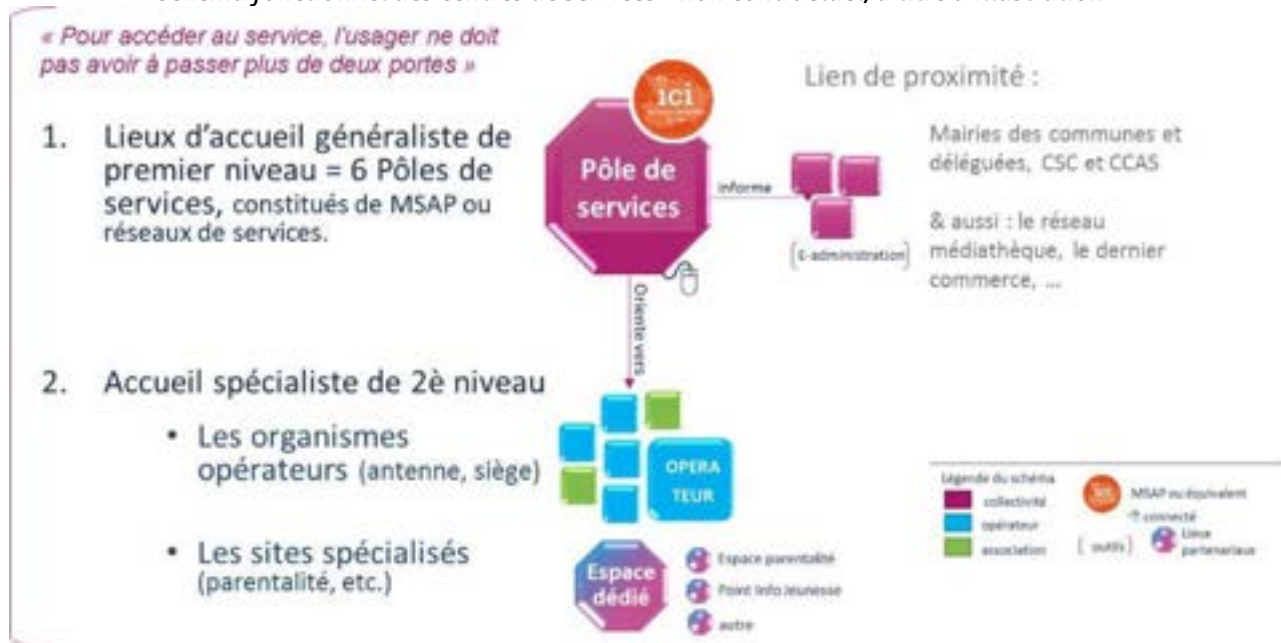 « Pour accéder au service, l'usager ne doit
pas avoir à passer plus de deux portes »
1. Lieux d'accueil généraliste de
premier niveau = 6 Pôles de
services, constitués de MSAP ou
réseaux de services.
ici
Pôle de
services
informe
(E-administration)
Lien de proximité :
Mairies des communes et
déléguées, CSC et CCAS
& aussi : le réseau
médiathèque, le dernier
commerce, ...
Oriente vers
2. Accueil spécialiste de 2è niveau
• Les organismes
opérateurs (antenne, siège)
OPERA
TEUR
• Les sites spécialisés
(parentalité, etc.)
Espace
dédié
Espace parentalité
Point Info Jeunesse
autre
Légende du schéma
collectivité
opérateur
association
ici
MSAP ou équivalent
connecté
( outils )
Lieux
partenariaux